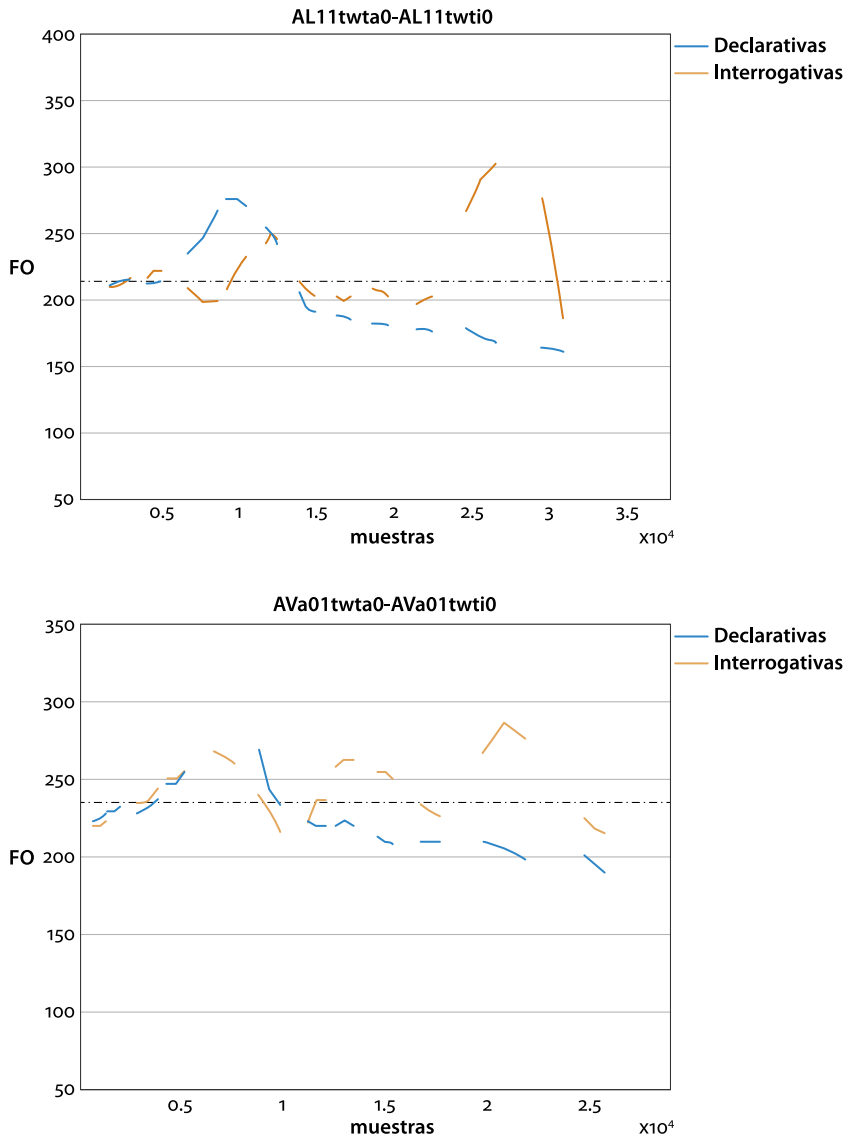 AL11twta0-AL11twti0
400
350
300
250
200
150
100
50
FO
0.5 1 1.5 2 2.5 3 3.5
muestras
x10⁴
Declarativas
Interrogativas
AVa01twta0-AVa01twti0
350
300
250
200
150
100
50
FO
0.5 1 1.5 2 2.5
muestras
x10⁴
Declarativas
Interrogativas